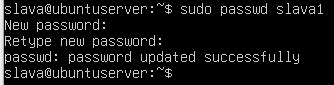 slava@ubuntuserver:~$ sudo passwd slava1
New password:
Retype new password:
passwd: password updated successfully
slava@ubuntuserver:~$